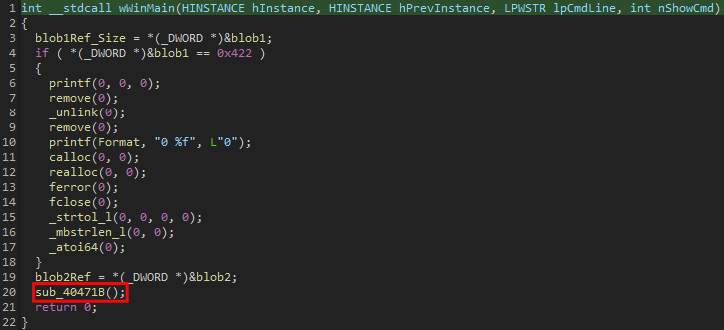 1 int __stdcall wWinMain(HINSTANCE hInstance, HINSTANCE hPrevInstance, LPWSTR lpCmdLine, int nShowCmd)
2 {
3 blob1Ref_Size = *(_DWORD *)&blob1;
4 if ( *(_DWORD *)&blob1 == 0x422 )
5 {
6 printf(0, 0, 0);
7 remove(0);
8 _unlink(0);
9 remove(0);
10 printf(Format, "0 %f", L"0");
11 calloc(0, 0);
12 realloc(0, 0);
13 ferror(0);
14 fclose(0);
15 _strtol_l(0, 0, 0, 0);
16 _mbstrlen_l(0, 0);
17 _atoi64(0);
18 }
19 blob2Ref = *(_DWORD *)&blob2;
20 sub_40471B();
21 return 0;
22 }